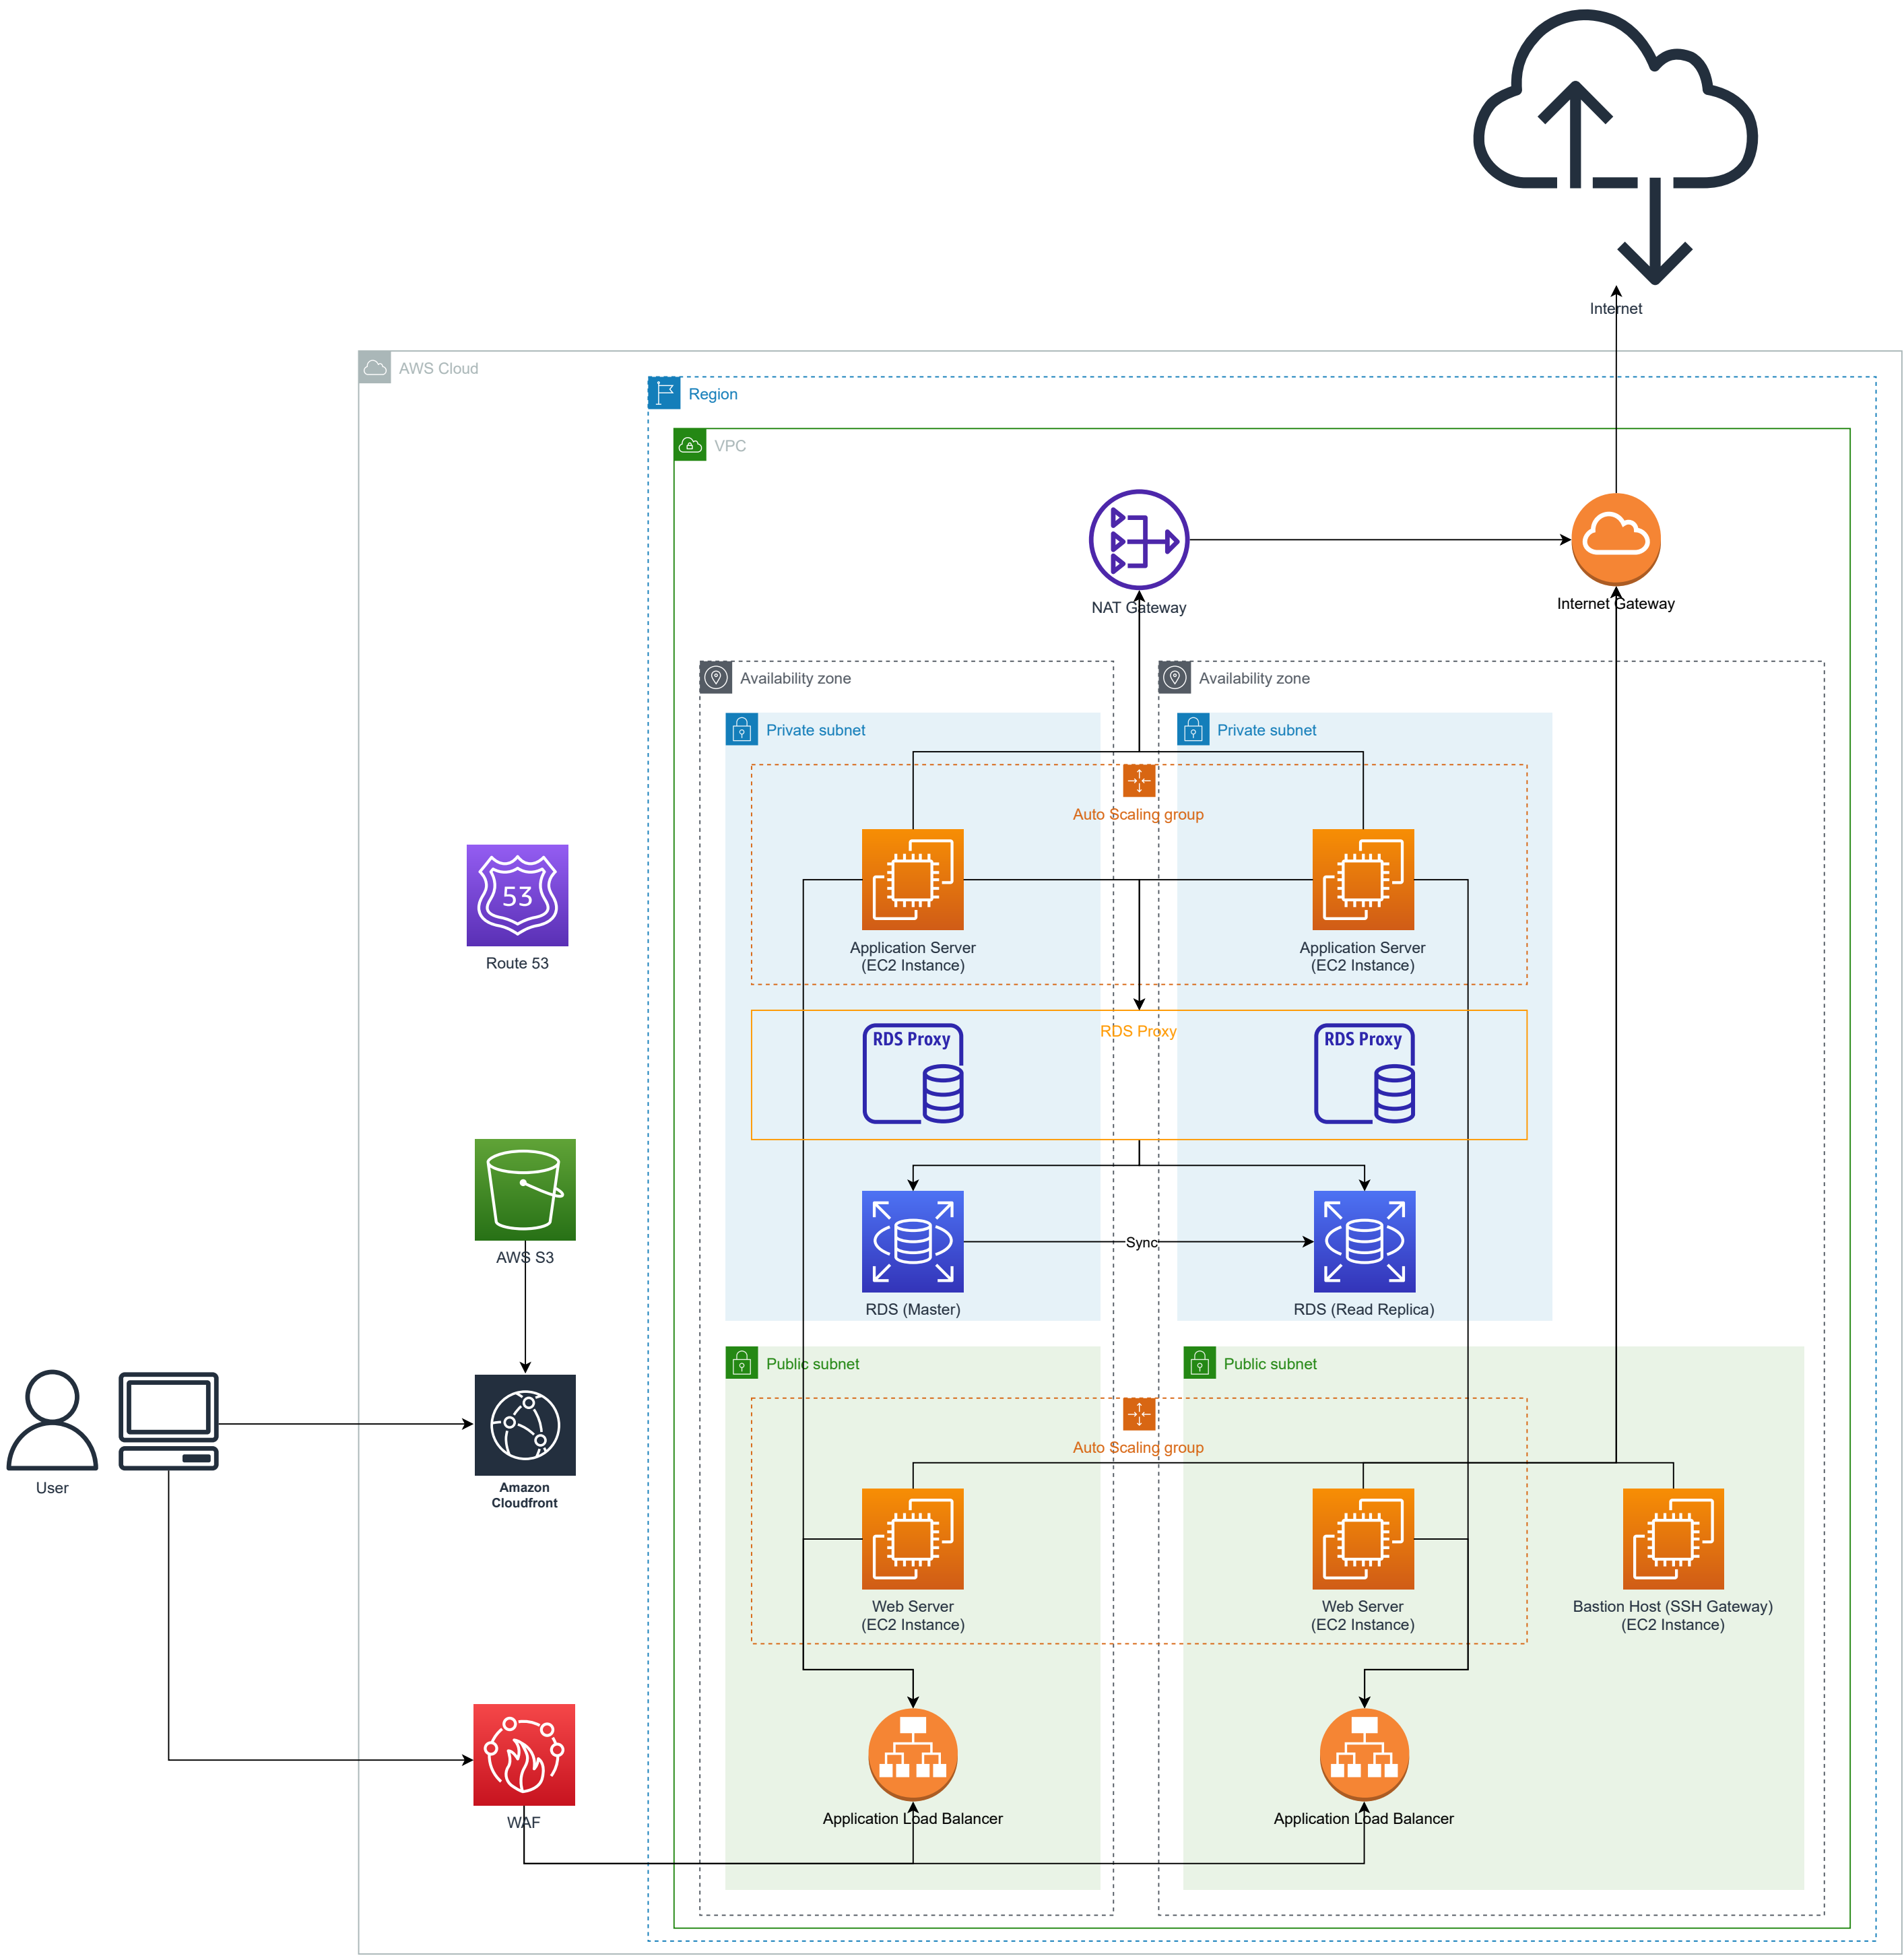 Internet
AWS Cloud
Region
VPC
NAT Gateway
Internet Gateway
Availability zone
Availability zone
Private subnet
Private subnet
Auto Scaling group
53
Route 53
Application Server
(EC2 Instance)
Application Server
(EC2 Instance)
RDS Proxy
RDS Proxy
RDS Proxy
AWS S3
Sync
RDS (Master)
RDS (Read Replica)
Public subnet
Public subnet
Auto Scaling group
User
Amazon
Cloudfront
Web Server
(EC2 Instance)
Web Server
(EC2 Instance)
Bastion Host (SSH Gateway)
(EC2 Instance)
WAF
Application Load Balancer
Application Load Balancer